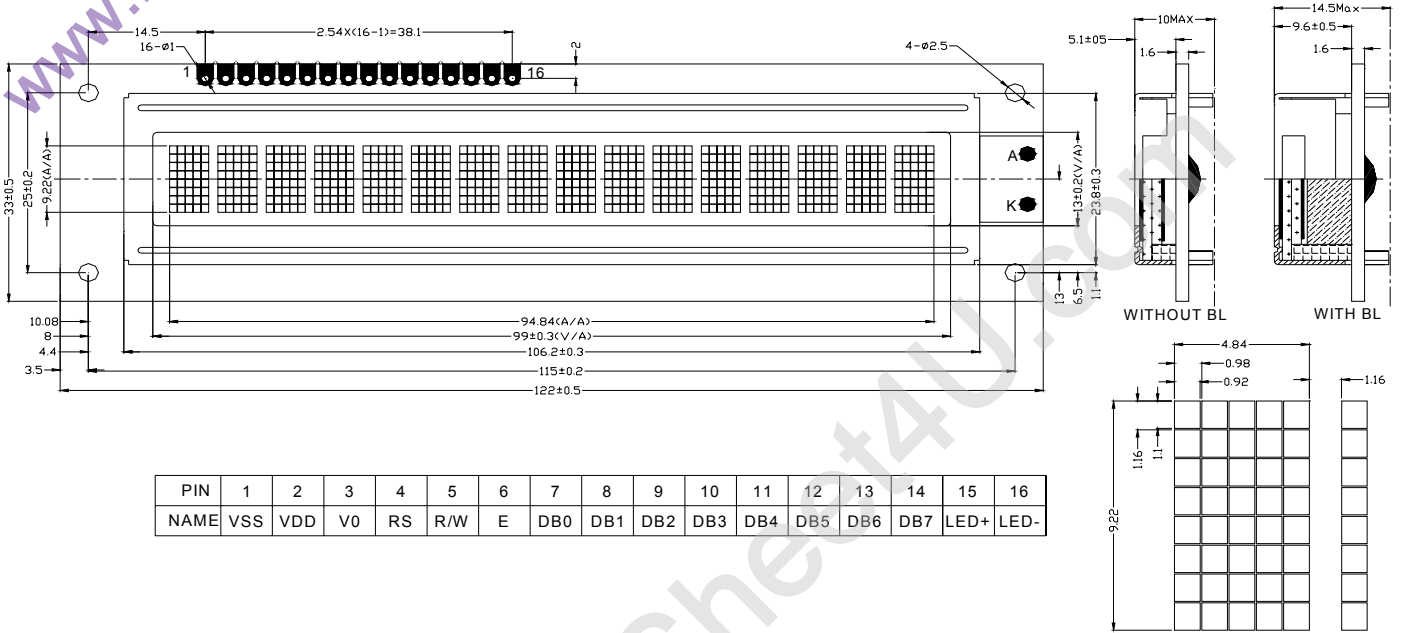 www.
Sheet4U.com
14.5
2.54X(16-1)=38.1
16-ø1
1
16
2
4-ø2.5
33±0.5
25±0.2
9.22(A/A)
A
K
13±0.2(V/A)
23.8±0.3
13
6.5
1.1
10.08
8
4.4
3.5
94.84(A/A)
99±0.3(V/A)
106.2±0.3
115±0.2
122±0.5
10MAX
5.1±05
1.6
WITHOUT BL
14.5Max
9.6±0.5
1.6
WITH BL
4.84
0.98
0.92
1.16
1.16
1.1
9.22
PIN 1 2 3 4 5 6 7 8 9 10 11 12 13 14 15 16
NAME VSS VDD V0 RS R/W E DB0 DB1 DB2 DB3 DB4 DB5 DB6 DB7 LED+ LED-